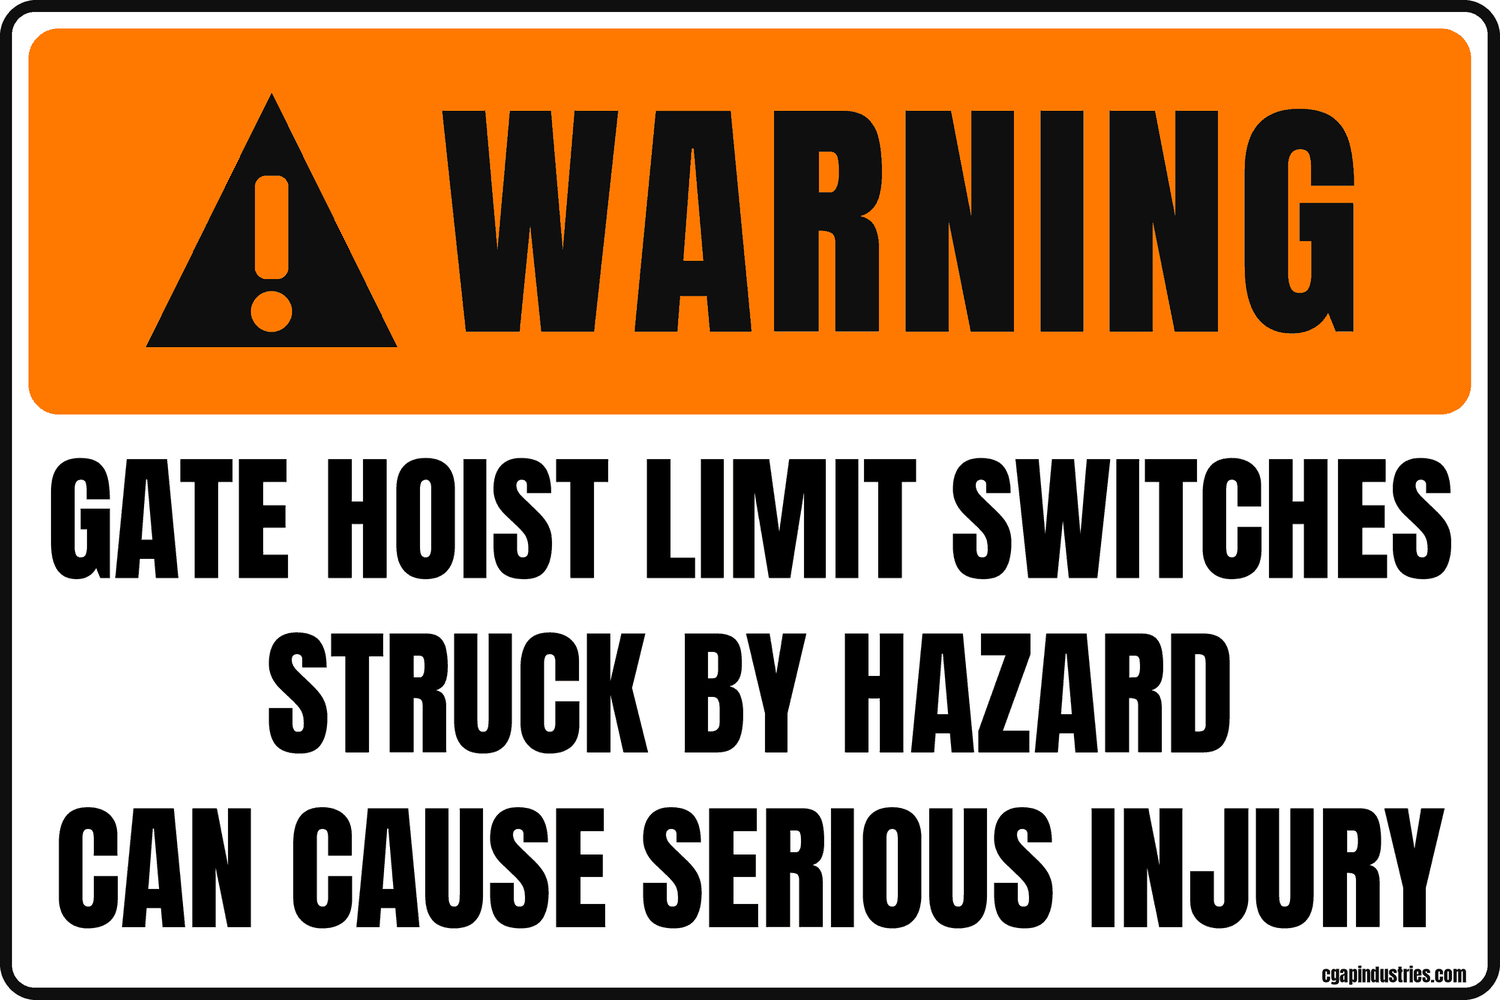 WARNING
GATE HOIST LIMIT SWITCHES
STRUCK BY HAZARD
CAN CAUSE SERIOUS INJURY
cgapindustries.com